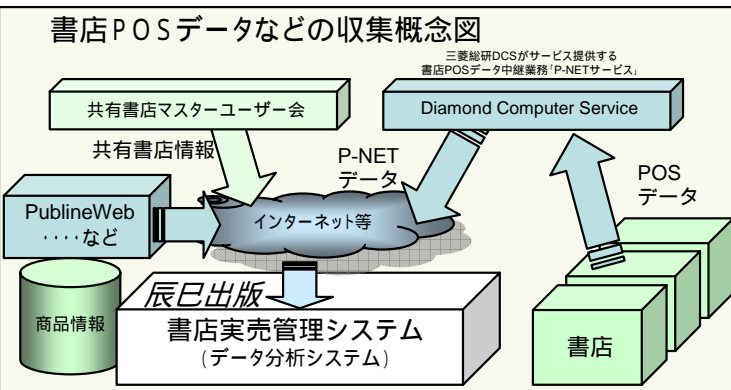 書店POSデータなどの収集概念図
三菱総研DCSがサービス提供する
書店POSデータ中継業務「P-NETサービス」
共有書店マスターユーザー会
Diamond Computer Service
共有書店情報
P-NET
データ
POS
データ
PublineWeb
・・・・など
インターネット等
商品情報
辰巳出版
書店実売管理システム
(データ分析システム)
書店